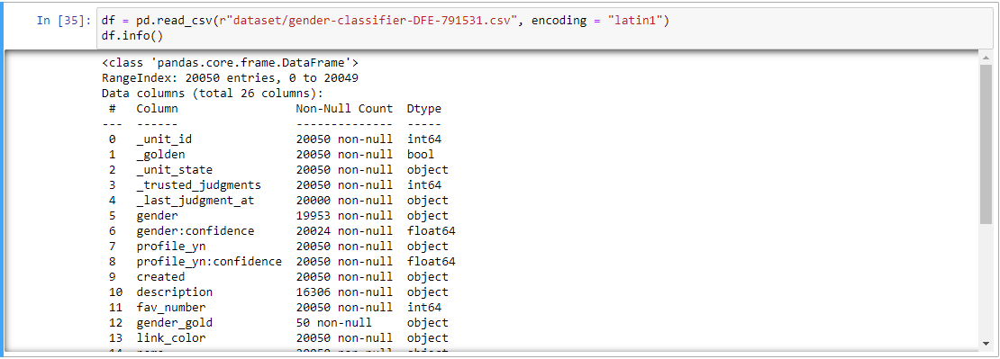 In [35]: df = pd.read_csv(r"dataset/gender-classifier-DFE-791531.csv", encoding = "latin1")
df.info()
<class 'pandas.core.frame.DataFrame'>
RangeIndex: 20050 entries, 0 to 20049
Data columns (total 26 columns):
 #   Column                 Non-Null Count  Dtype
---  ------                 --------------  -----
 0   _unit_id               20050 non-null  int64
 1   _golden                20050 non-null  bool
 2   _unit_state            20050 non-null  object
 3   _trusted_judgments     20050 non-null  int64
 4   _last_judgment_at      20000 non-null  object
 5   gender                 19953 non-null  object
 6   gender:confidence      20024 non-null  float64
 7   profile_yn             20050 non-null  object
 8   profile_yn:confidence  20050 non-null  float64
 9   created                20050 non-null  object
 10  description            16306 non-null  object
 11  fav_number             20050 non-null  int64
 12  gender_gold            50 non-null     object
 13  link_color             20050 non-null  object